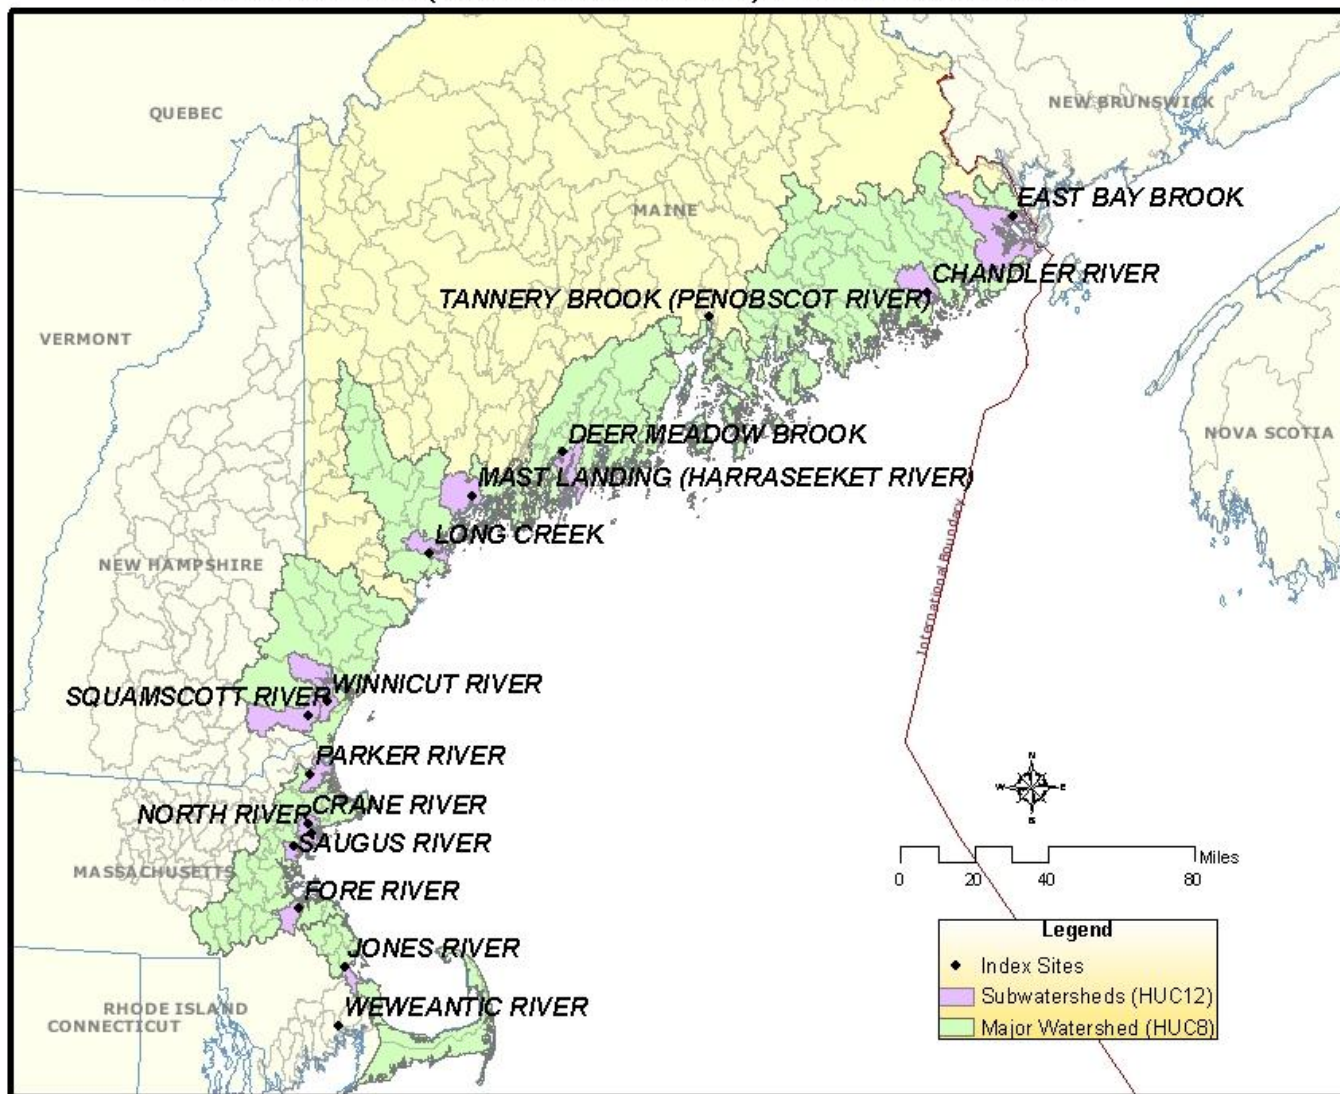 QUEBEC
NEW BRUNSWICK
EAST BAY BROOK
MAINE
CHANDLER RIVER
TANNERY BROOK (PENOBSCOT RIVER)
VERMONT
DEER MEADOW BROOK
NOVA SCOTIA
MAST LANDING (HARRASEEKET RIVER)
LONG CREEK
NEW HAMPSHIRE
International Boundary
WINNICUT RIVER
SQUAMSCOTT RIVER
PARKER RIVER
N
W E
S
CRANE RIVER
NORTH RIVER
SAUGUS RIVER
MASSACHUSETTS
Miles
0 20 40 80
FORE RIVER
Legend
Index Sites
Subwatersheds (HUC12)
Major Watershed (HUC8)
JONES RIVER
RHODE ISLAND
WEWEANTIC RIVER
CONNECTICUT